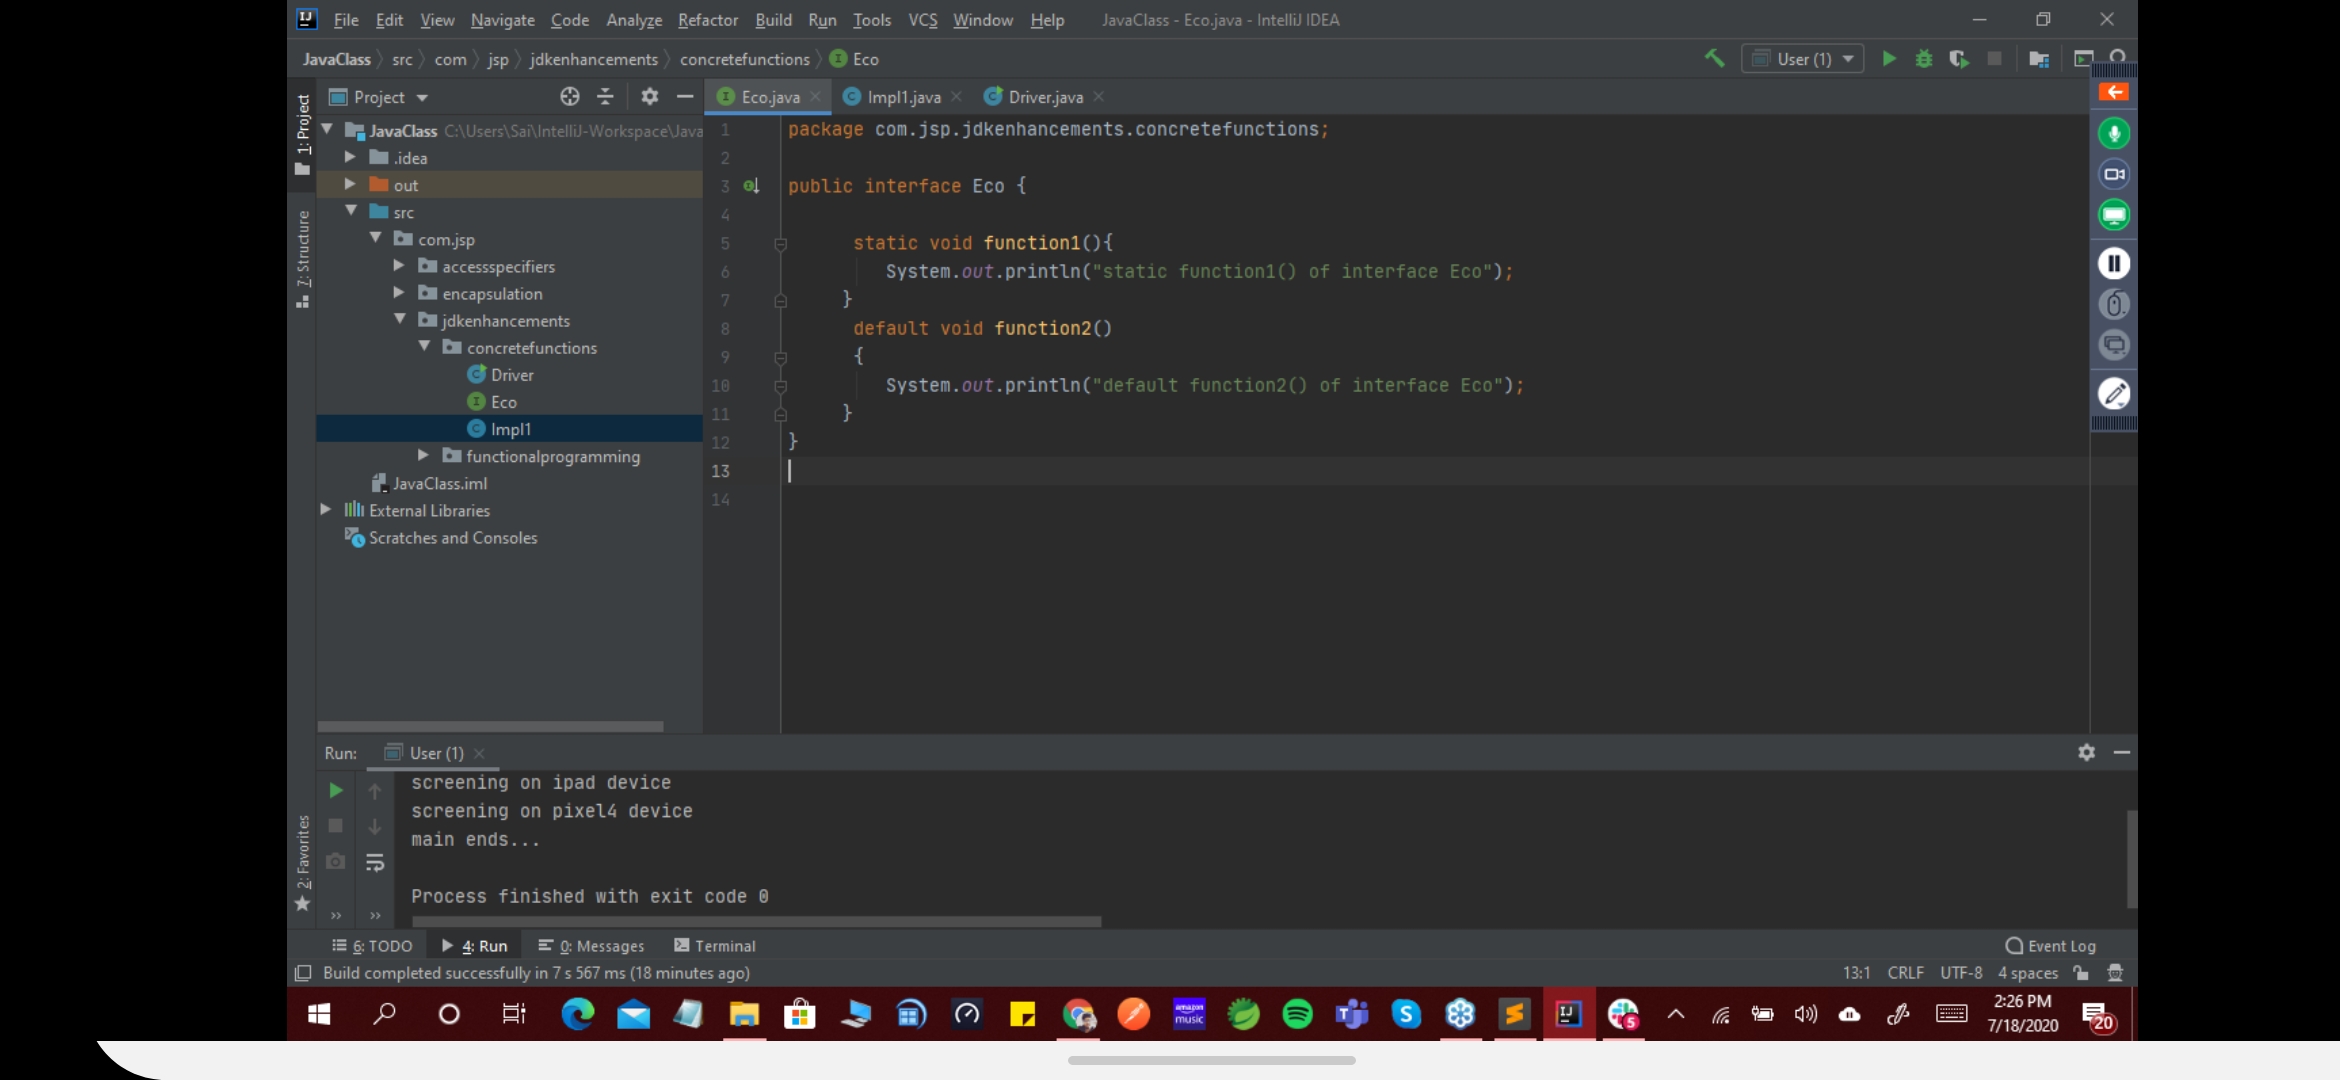 File Edit View Navigate Code Analyze Refactor Build Run Tools VCS Window Help JavaClass - Eco.java - IntelliJ IDEA
JavaClass src com jsp jdkenhancements concretefunctions Eco User (1)
1: Project
7: Structure
2: Favorites
Project
JavaClass C:\Users\Sai\IntelliJ-Workspace\Java
.idea
out
src
com.jsp
accessspecifiers
encapsulation
jdkenhancements
concretefunctions
Driver
Eco
Impl1
functionalprogramming
JavaClass.iml
External Libraries
Scratches and Consoles
Eco.java Impl1.java Driver.java
1 package com.jsp.jdkenhancements.concretefunctions;
2
3 public interface Eco {
4
5 static void function1(){
6 System.out.println("static function1() of interface Eco");
7 }
8 default void function2()
9 {
10 System.out.println("default function2() of interface Eco");
11 }
12 }
13
14
Run: User (1)
screening on ipad device
screening on pixel4 device
main ends...
Process finished with exit code 0
6: TODO 4: Run 0: Messages Terminal Event Log
Build completed successfully in 7 s 567 ms (18 minutes ago) 13:1 CRLF UTF-8 4 spaces
amazon music 5 2:26 PM
7/18/2020 20